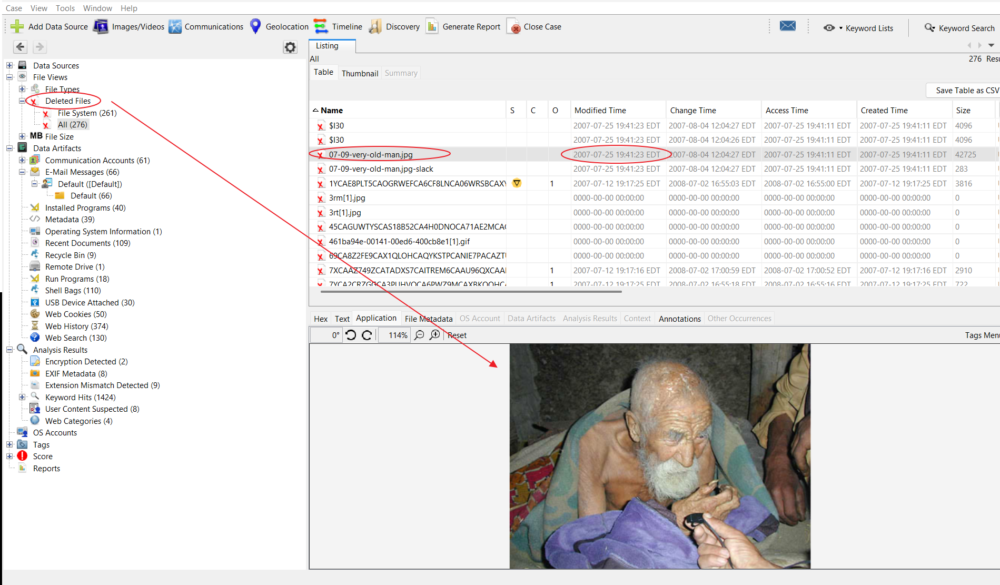 Case View Tools Window Help
Add Data Source Images/Videos Communications Geolocation Timeline Discovery Generate Report Close Case Keyword Lists Keyword Search
Listing
All 276
Table Thumbnail Summary
Save Table as CSV
Name S C O Modified Time Change Time Access Time Created Time Size
$I30 2007-07-25 19:41:23 EDT 2007-08-04 12:04:27 EDT 2007-07-25 19:41:11 EDT 2007-07-25 19:41:11 EDT 4096
$I30 2007-07-25 19:41:23 EDT 2007-08-04 12:04:26 EDT 2007-07-25 19:41:11 EDT 2007-07-25 19:41:11 EDT 4096
07-09-very-old-man.jpg 2007-07-25 19:41:23 EDT 2007-08-04 12:04:27 EDT 2007-07-25 19:41:11 EDT 2007-07-25 19:41:11 EDT 42725
07-09-very-old-man.jpg-slack 2007-07-25 19:41:23 EDT 2007-08-04 12:04:27 EDT 2007-07-25 19:41:11 EDT 2007-07-25 19:41:11 EDT 283
1 2007-07-12 19:17:25 EDT 2008-07-02 16:55:03 EDT 2008-07-02 16:55:00 EDT 2007-07-12 19:17:25 EDT 3816
3rm[1].jpg 0000-00-00 00:00:00 0000-00-00 00:00:00 0000-00-00 00:00:00 0000-00-00 00:00:00 0
3rt[1].jpg 0000-00-00 00:00:00 0000-00-00 00:00:00 0000-00-00 00:00:00 0000-00-00 00:00:00 0
0000-00-00 00:00:00 0000-00-00 00:00:00 0000-00-00 00:00:00 0000-00-00 00:00:00 0
461ba94e-00141-00ed6-400cb8e1[1].gif 0000-00-00 00:00:00 0000-00-00 00:00:00 0000-00-00 00:00:00 0000-00-00 00:00:00 0
0000-00-00 00:00:00 0000-00-00 00:00:00 0000-00-00 00:00:00 0000-00-00 00:00:00 0
1 2007-07-12 19:17:16 EDT 2008-07-02 17:00:59 EDT 2008-07-02 17:00:52 EDT 2007-07-12 19:17:16 EDT 2910
1 2007-07-12 19:17:25 EDT 2008-07-02 16:55:18 EDT 2008-07-02 16:55:16 EDT 2007-07-12 19:17:25 EDT 722
Data Sources
File Views
File Types
Deleted Files
File System (261)
All (276)
MB File Size
Data Artifacts
Communication Accounts (61)
E-Mail Messages (66)
Default ([Default])
Default (66)
Installed Programs (40)
Metadata (39)
Operating System Information (1)
Recent Documents (109)
Recycle Bin (9)
Remote Drive (1)
Run Programs (18)
Shell Bags (110)
USB Device Attached (30)
Web Cookies (50)
Web History (374)
Web Search (130)
Analysis Results
Encryption Detected (2)
EXIF Metadata (8)
Extension Mismatch Detected (9)
Keyword Hits (1424)
User Content Suspected (8)
Web Categories (4)
OS Accounts
Tags
Score
Reports
Hex Text Application File Metadata OS Account Data Artifacts Analysis Results Context Annotations Other Occurrences
0° 114% Reset Tags